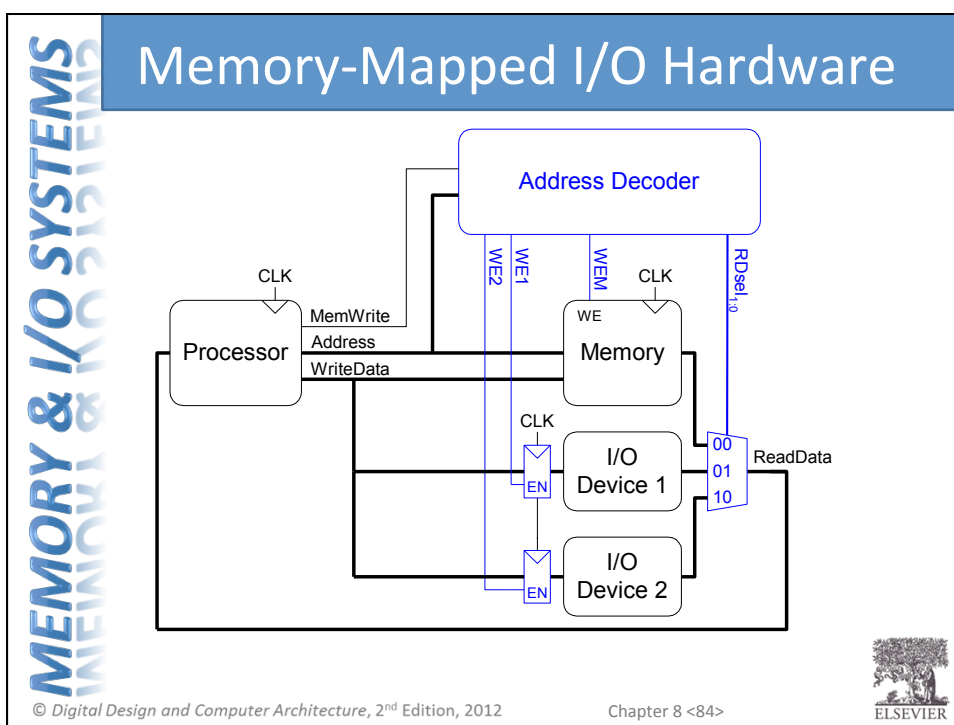 Memory-Mapped I/O Hardware
MEMORY & I/O SYSTEMS
Address Decoder
WE2
WE1
WEM
RDsel1:0
CLK
CLK
MemWrite
Address
WriteData
Processor
WE
Memory
CLK
EN
I/O
Device 1
00
01
10
ReadData
EN
I/O
Device 2
© Digital Design and Computer Architecture, 2nd Edition, 2012
Chapter 8 <84>
ELSEVIER